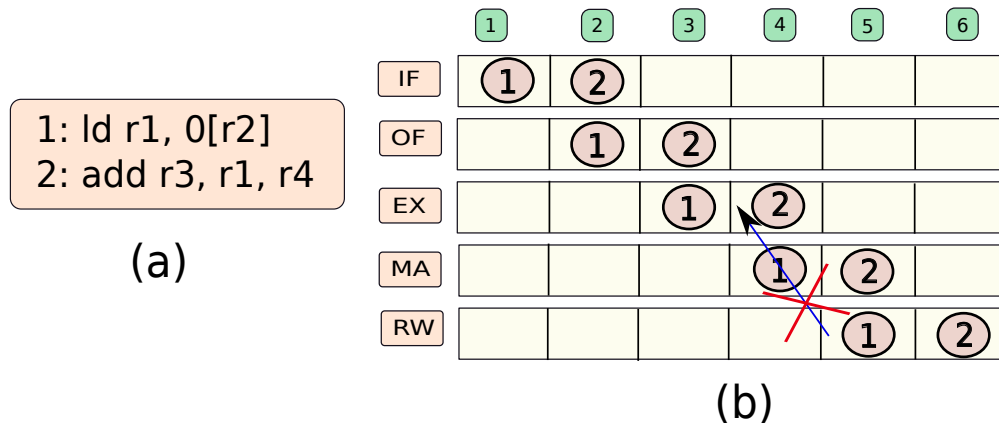 1: ld r1, 0[r2]
2: add r3, r1, r4
(a)
1 2 3 4 5 6
IF 1 2
OF 1 2
EX 1 2
MA 1 2
RW 1 2
(b)